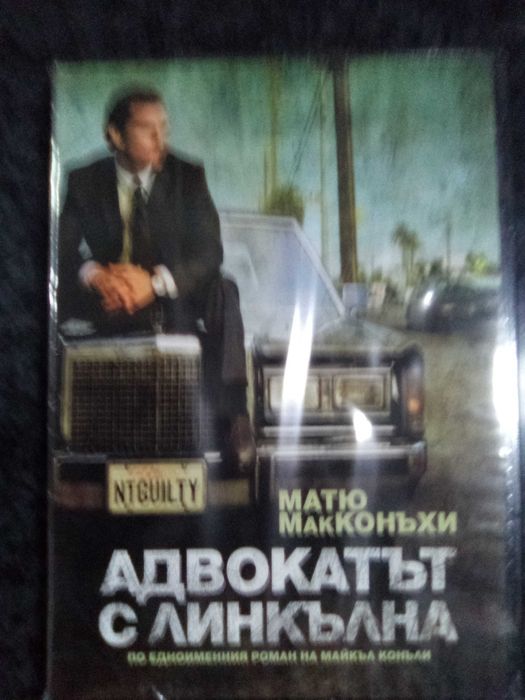 NTGUILTY
МАТЮ
МАКОНЪХИ
АДВОКАТЪТ
С ЛИНКЪЛНА
ПО ЕДНОИМЕННИЯ РОМАН НА МАЙКЪЛ КОНЪЛИ